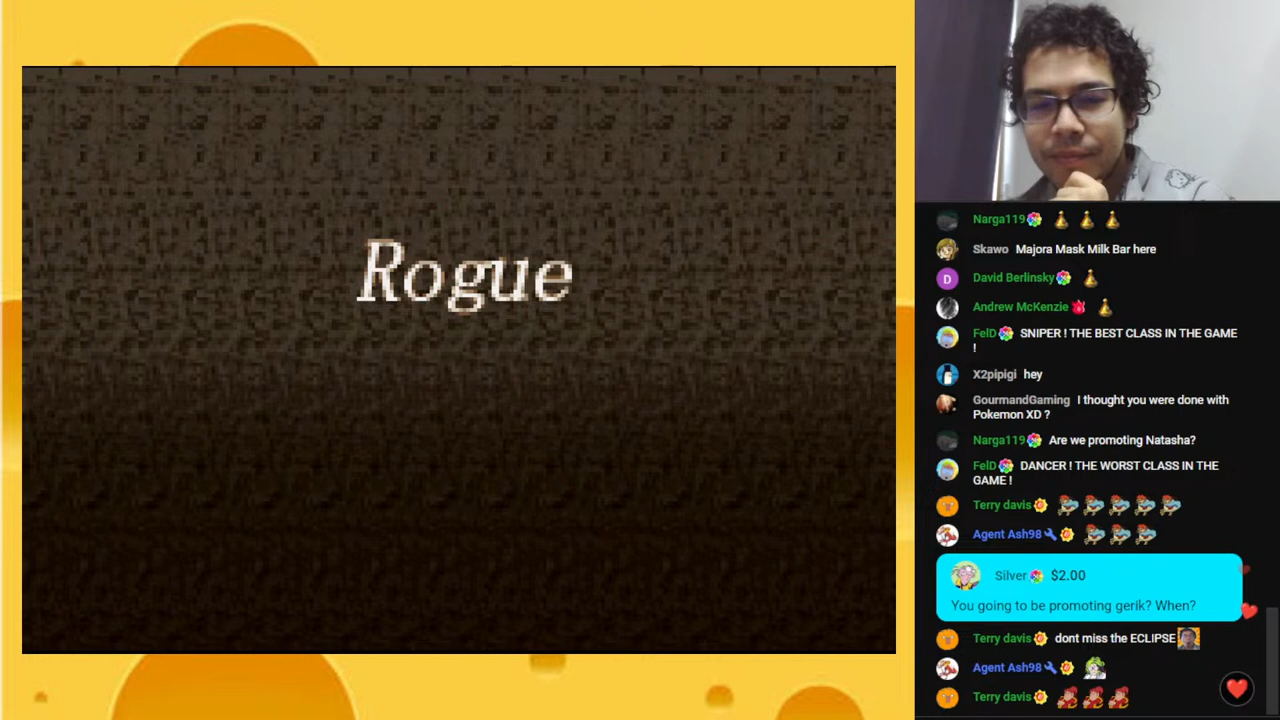 Rogue
Narga119
Skawo Majora Mask Milk Bar here
D David Berlinsky
Andrew McKenzie
FelD SNIPER ! THE BEST CLASS IN THE GAME
!
X2pipigi hey
GourmandGaming I thought you were done with
Pokemon XD ?
Narga119 Are we promoting Natasha?
FelD DANCER ! THE WORST CLASS IN THE
GAME !
Terry davis
Agent Ash98
Silver $2.00
You going to be promoting gerik? When?
Terry davis dont miss the ECLIPSE
Agent Ash98
Terry davis